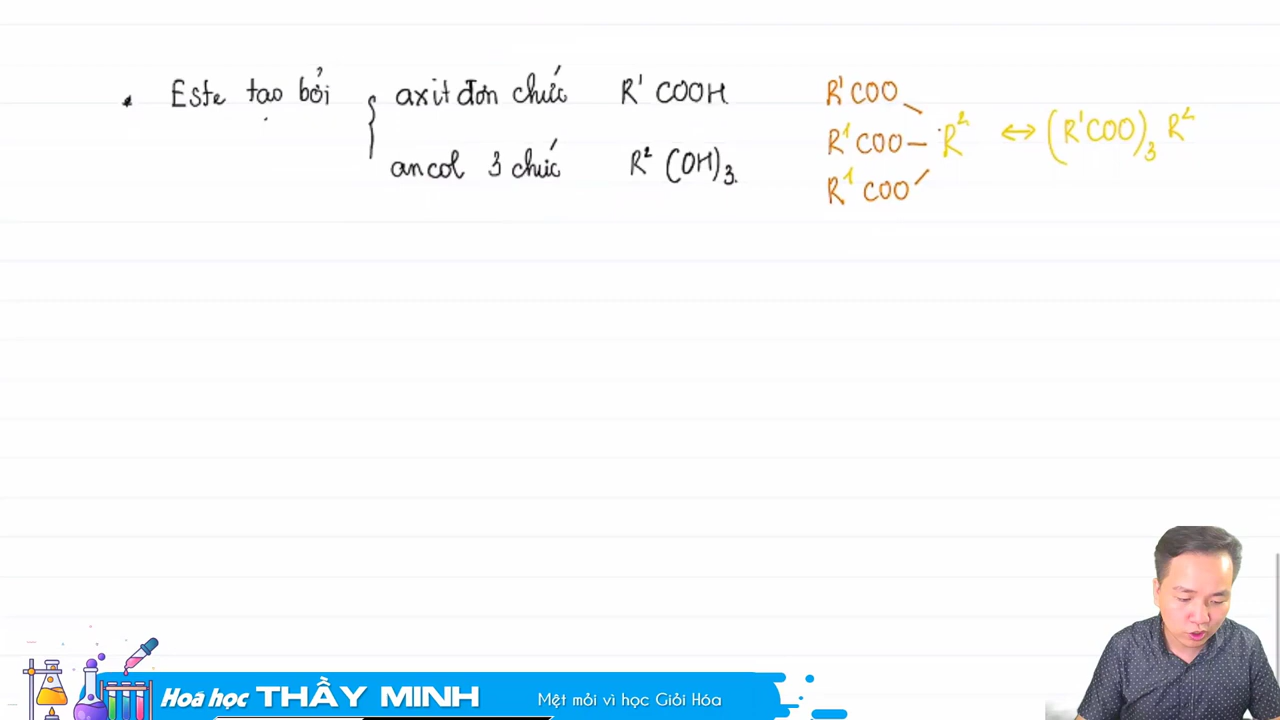 Este tạo bởi { axit đơn chức R¹COOH
ancol 3 chức R²(OH)₃.
R¹COO
R¹COO – R² ⟷ (R¹COO)₃R²
R¹COO
Hoá học THẦY MINH
Mệt mỏi vì học Giỏi Hóa